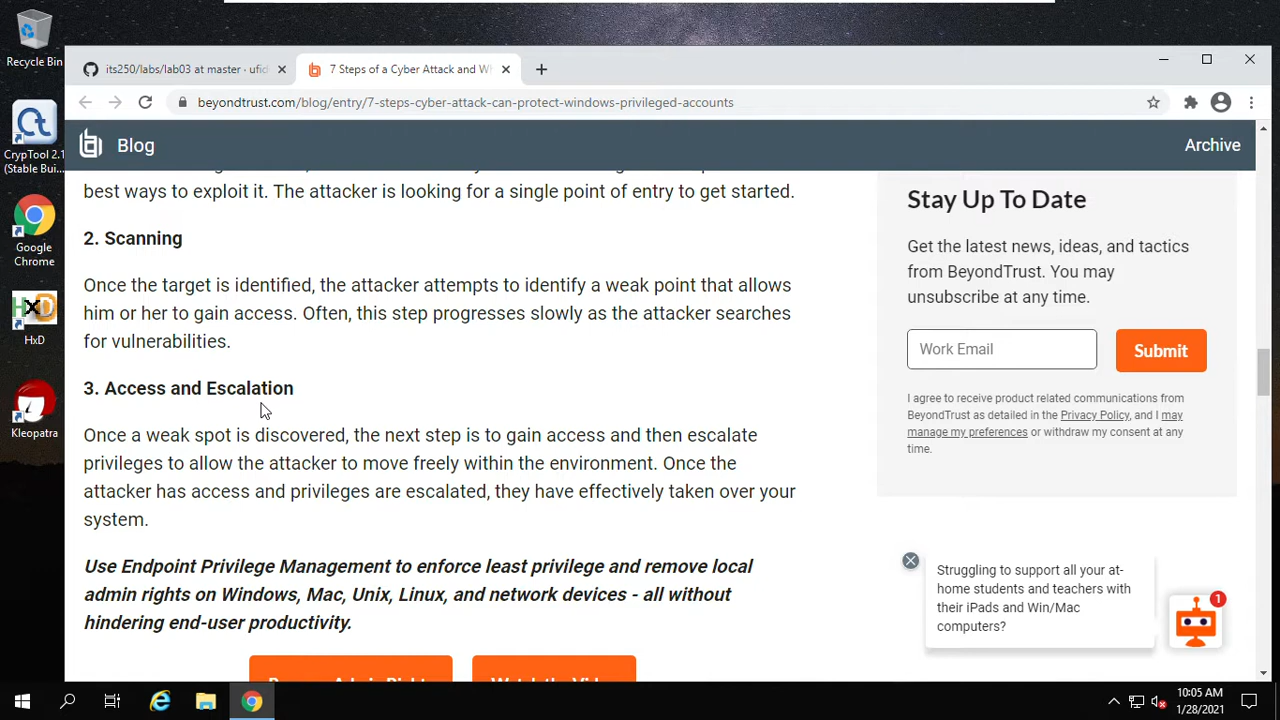 Recycle Bin
CrypTool 2.1
(Stable Bui...
Google
Chrome
HxD
HxD
Kleopatra
its250/labs/lab03 at master · ufid
7 Steps of a Cyber Attack and Wh
beyondtrust.com/blog/entry/7-steps-cyber-attack-can-protect-windows-privileged-accounts
Blog
Archive
best ways to exploit it. The attacker is looking for a single point of entry to get started.
2. Scanning
Once the target is identified, the attacker attempts to identify a weak point that allows
him or her to gain access. Often, this step progresses slowly as the attacker searches
for vulnerabilities.
3. Access and Escalation
Once a weak spot is discovered, the next step is to gain access and then escalate
privileges to allow the attacker to move freely within the environment. Once the
attacker has access and privileges are escalated, they have effectively taken over your
system.
Use Endpoint Privilege Management to enforce least privilege and remove local
admin rights on Windows, Mac, Unix, Linux, and network devices - all without
hindering end-user productivity.
Stay Up To Date
Get the latest news, ideas, and tactics
from BeyondTrust. You may
unsubscribe at any time.
Work Email
Submit
I agree to receive product related communications from
BeyondTrust as detailed in the Privacy Policy, and I may
manage my preferences or withdraw my consent at any
time.
Struggling to support all your at-
home students and teachers with
their iPads and Win/Mac
computers?
1
10:05 AM
1/28/2021